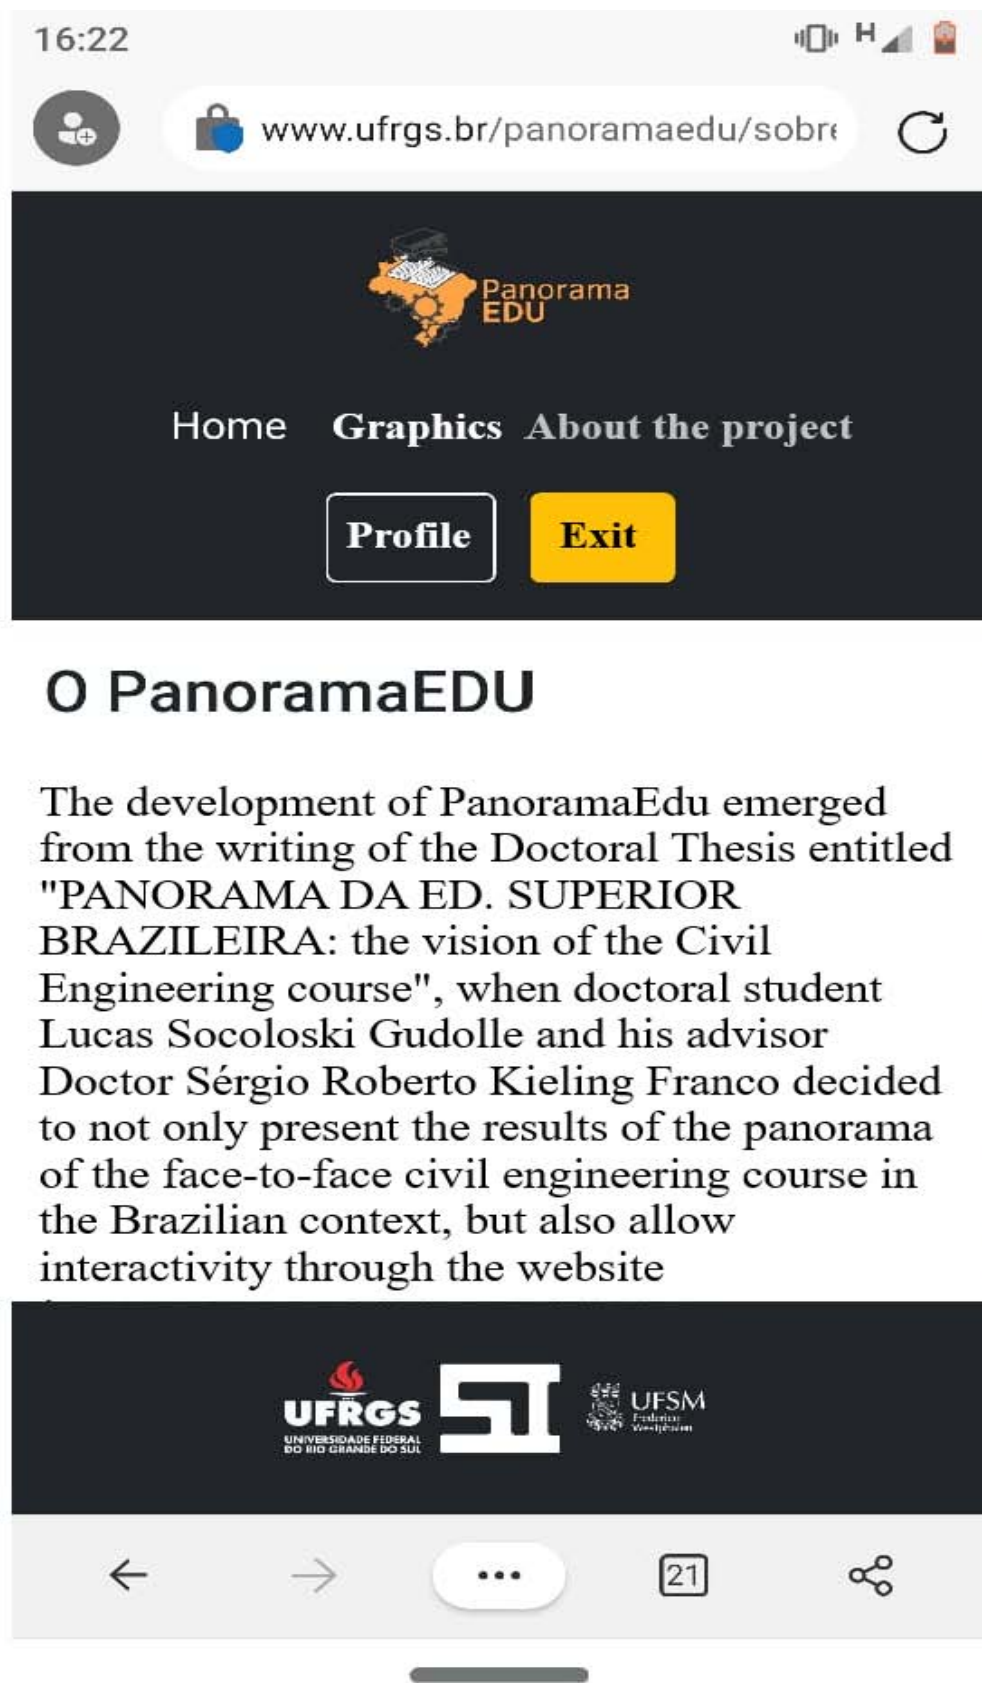 16:22
H
www.ufrgs.br/panoramaedu/sobre
Panorama
EDU
Home Graphics About the project
Profile Exit
O PanoramaEDU
The development of PanoramaEdu emerged
from the writing of the Doctoral Thesis entitled
"PANORAMA DA ED. SUPERIOR
BRAZILEIRA: the vision of the Civil
Engineering course", when doctoral student
Lucas Socoloski Gudolle and his advisor
Doctor Sérgio Roberto Kieling Franco decided
to not only present the results of the panorama
of the face-to-face civil engineering course in
the Brazilian context, but also allow
interactivity through the website
UFRGS
UNIVERSIDADE FEDERAL
DO RIO GRANDE DO SUL
SI
UFSM
Frederico
Westphalen
21